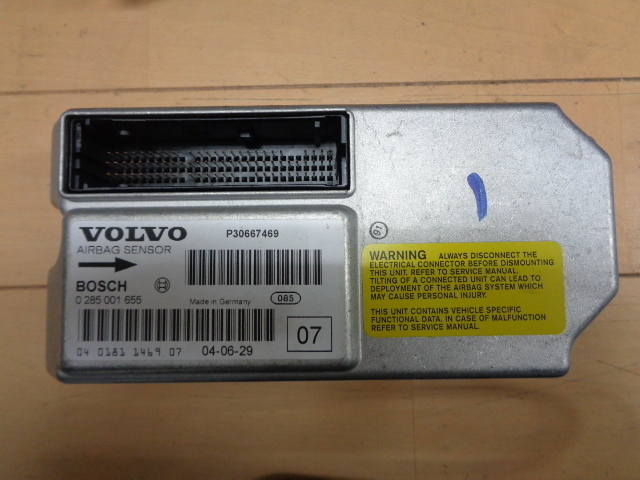 VOLVO
P30667469
AIRBAG SENSOR
BOSCH
0 285 001 655
Made in Germany
085
04 0181 1469 07
04-06-29
07
16
WARNING ALWAYS DISCONNECT THE
ELECTRICAL CONNECTOR BEFORE DISMOUNTING
THIS UNIT. REFER TO SERVICE MANUAL.
TILTING OF A CONNECTED UNIT CAN LEAD TO
DEPLOYMENT OF THE AIRBAG SYSTEM WHICH
MAY CAUSE PERSONAL INJURY.
THIS UNIT CONTAINS VEHICLE SPECIFIC
FUNCTIONAL DATA. IN CASE OF MALFUNCTION
REFER TO SERVICE MANUAL.